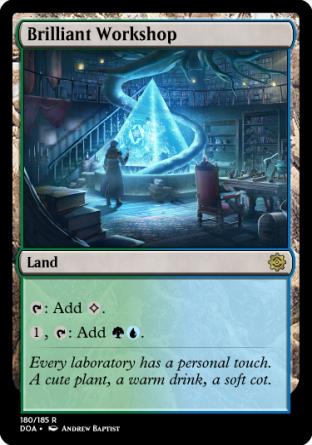 Brilliant Workshop
Land
: Add .
1, : Add .
Every laboratory has a personal touch.
A cute plant, a warm drink, a soft cot.
180/185 R
DOA • Andrew Baptist